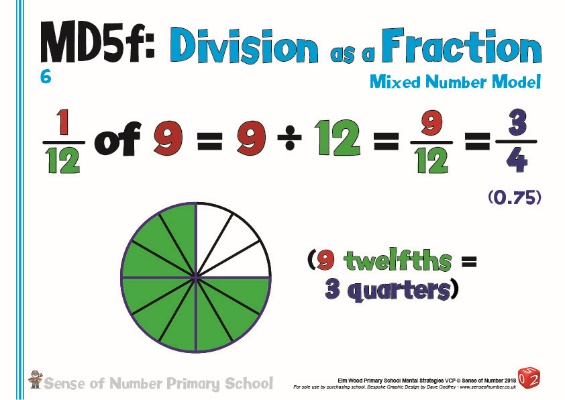 MD5f: Division as a Fraction
6
Mixed Number Model
1/12 of 9 = 9 ÷ 12 = 9/12 = 3/4
(0.75)
(9 twelfths =
3 quarters)
Sense of Number Primary School
Elm Wood Primary School Mental Strategies VCP © Sense of Number 2018
For sole use by purchasing school. Bespoke Graphic Design by Dave Godfrey - www.senseofnumber.co.uk